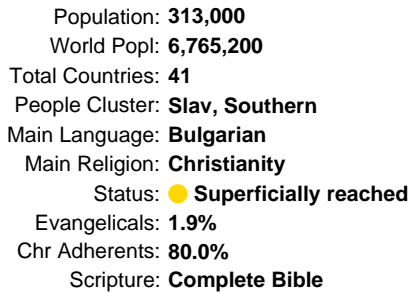 Population: 313,000
World Popl: 6,765,200
Total Countries: 41
People Cluster: Slav, Southern
Main Language: Bulgarian
Main Religion: Christianity
Status: Superficially reached
Evangelicals: 1.9%
Chr Adherents: 80.0%
Scripture: Complete Bible